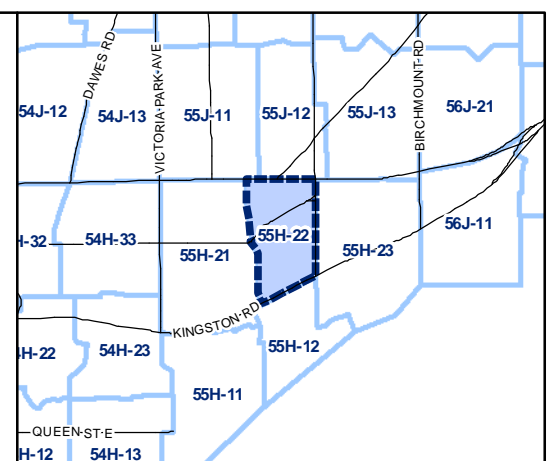 DAWES RD
VICTORIA PARK AVE
BIRCHMOUNT RD
54J-12
54J-13
55J-11
55J-12
55J-13
56J-21
H-32
54H-33
55H-21
55H-22
55H-23
56J-11
KINGSTON RD
4H-22
54H-23
55H-12
55H-11
QUEEN ST E
H-12
54H-13